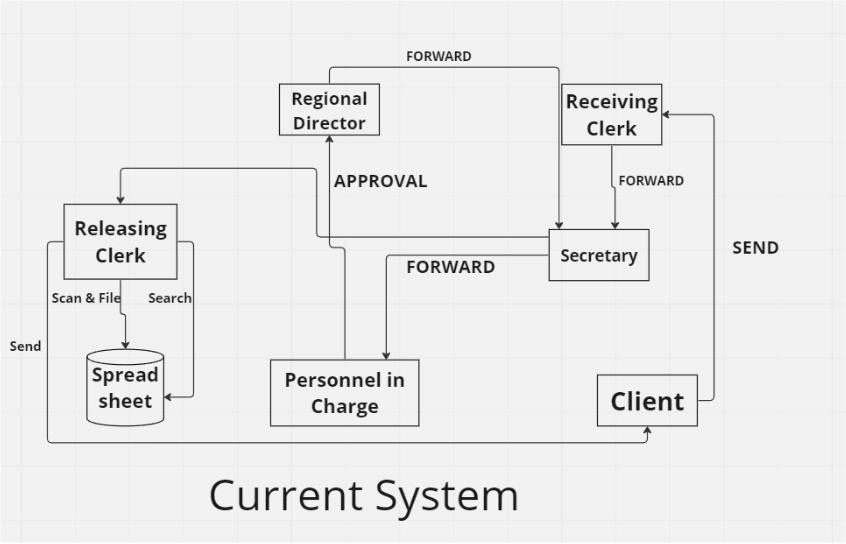 FORWARD
Regional
Director
Receiving
Clerk
APPROVAL
FORWARD
Releasing
Clerk
Secretary
SEND
FORWARD
Scan & File
Search
Send
Spread
sheet
Personnel in
Charge
Client
Current System